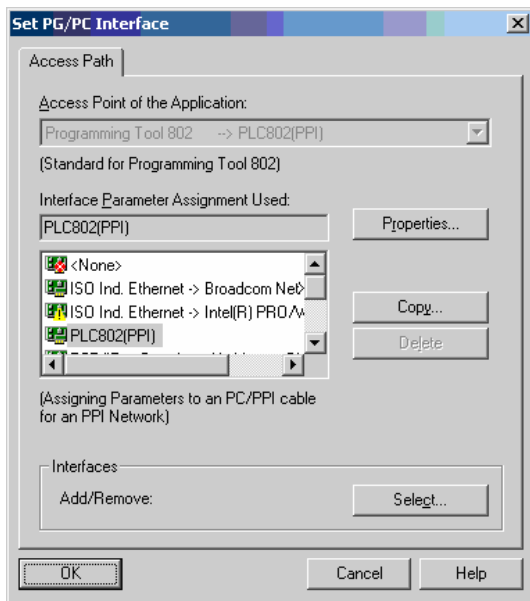 Set PG/PC Interface
Access Path
Access Point of the Application:
Programming Tool 802 --> PLC802(PPI)
(Standard for Programming Tool 802)
Interface Parameter Assignment Used:
PLC802(PPI)
Properties...
<None>
ISO Ind. Ethernet -> Broadcom Net
ISO Ind. Ethernet -> Intel(R) PRO/
PLC802(PPI)
Copy...
Delete
(Assigning Parameters to an PC/PPI cable
for an PPI Network)
Interfaces
Add/Remove:
Select...
OK
Cancel
Help